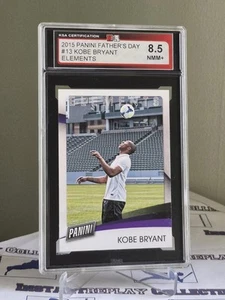 KSA CERTIFICATION
2015 PANINI FATHER'S DAY
#13 KOBE BRYANT
ELEMENTS
8.5
NMM+
PANINI
KOBE BRYANT